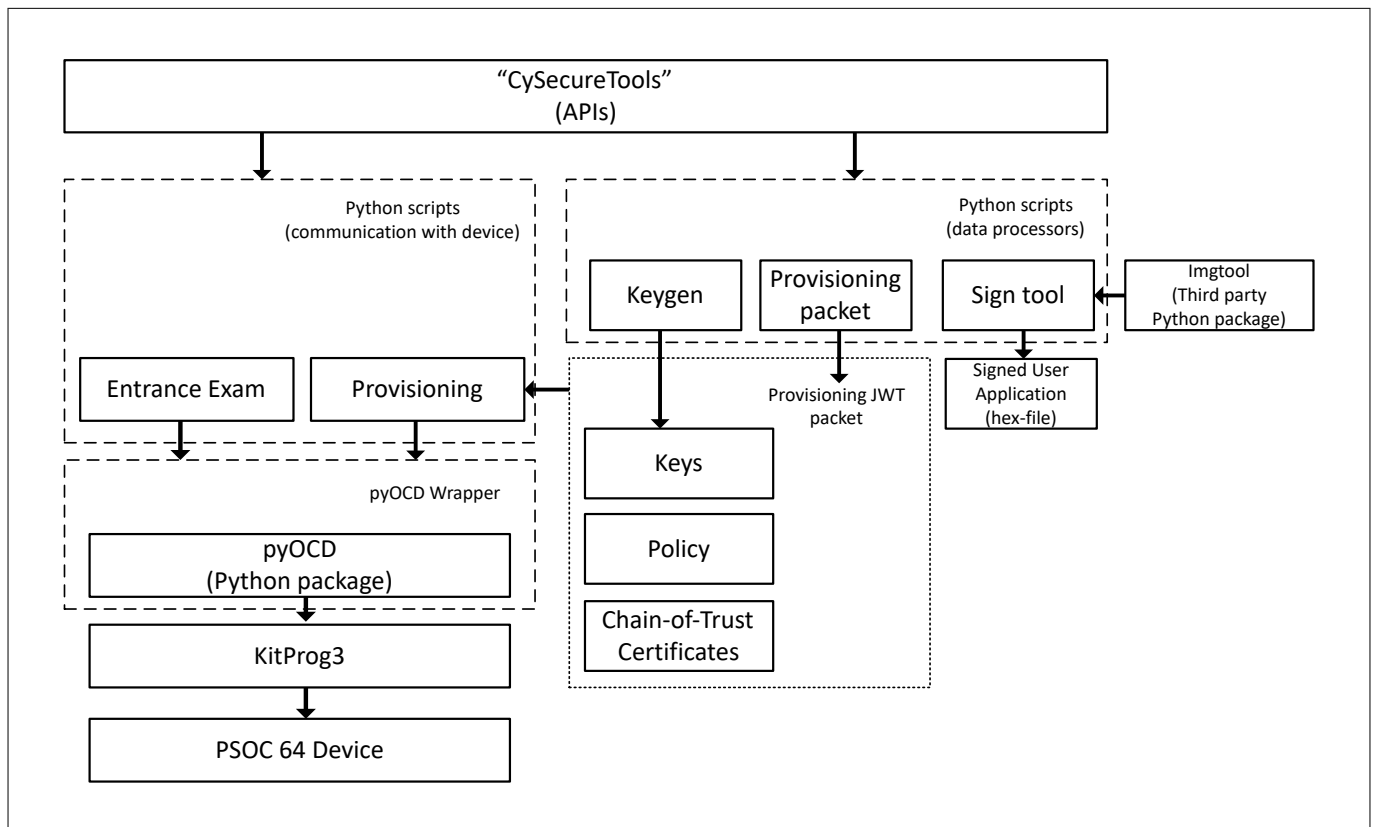 “CySecureTools”
(APIs)
Python scripts
(communication with device)
Python scripts
(data processors)
Keygen
Provisioning
packet
Sign tool
Imgtool
(Third party
Python package)
Entrance Exam
Provisioning
Provisioning JWT
packet
Signed User
Application
(hex-file)
Keys
pyOCD Wrapper
pyOCD
(Python package)
Policy
Chain-of-Trust
Certificates
KitProg3
PSOC 64 Device